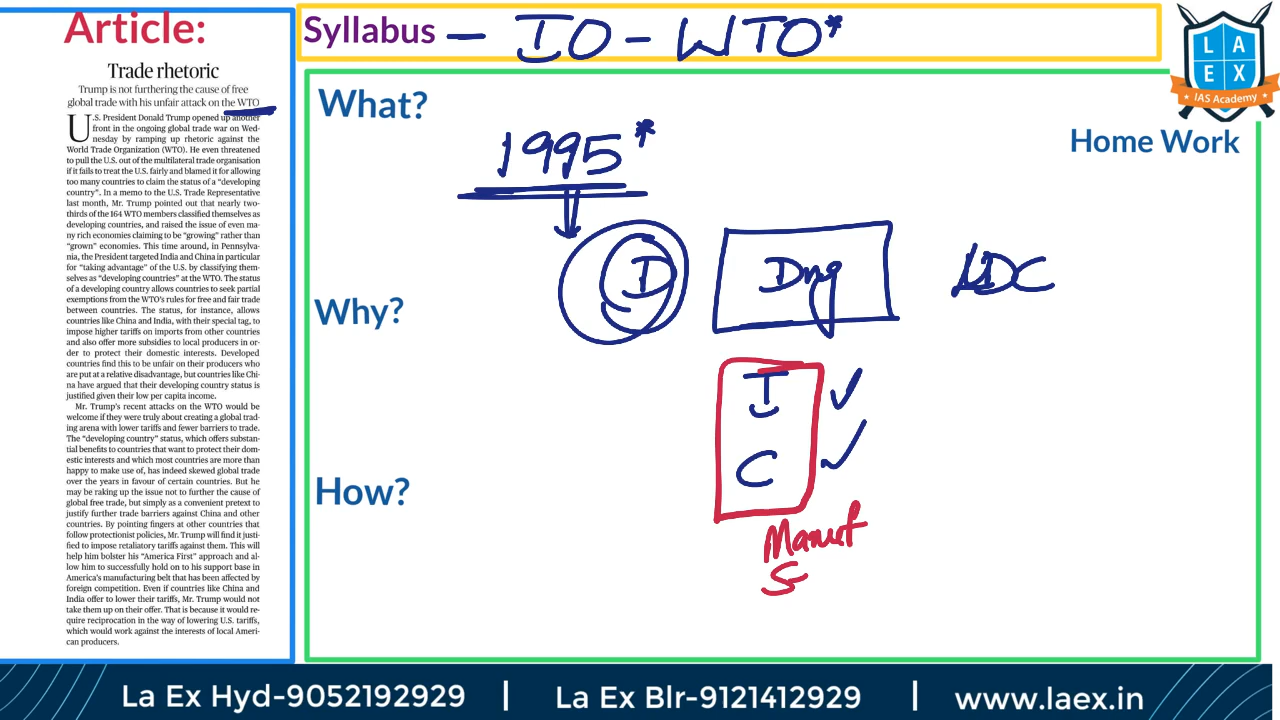 Article:
Trade rhetoric
Trump is not furthering the cause of free
global trade with his unfair attack on the WTO
U.S. President Donald Trump opened up another
front in the ongoing global trade war on Wed-
nesday by ramping up rhetoric against the
World Trade Organization (WTO). He even threatened
to pull the U.S. out of the multilateral trade organisation
if it fails to treat the U.S. fairly and blamed it for allowing
too many countries to claim the status of a “developing
country”. In a memo to the U.S. Trade Representative
last month, Mr. Trump pointed out that nearly two-
thirds of the 164 WTO members classified themselves as
developing countries, and raised the issue of even ma-
ny rich economies claiming to be “growing” rather than
“grown” economies. This time around, in Pennsylva-
nia, the President targeted India and China in particular
for “taking advantage” of the U.S. by classifying them-
selves as “developing countries” at the WTO. The status
of a developing country allows countries to seek partial
exemptions from the WTO’s rules for free and fair trade
between countries. The status, for instance, allows
countries like China and India, with their special tag, to
impose higher tariffs on imports from other countries
and also offer more subsidies to local producers in or-
der to protect their domestic interests. Developed
countries find this to be unfair on their producers who
are put at a relative disadvantage, but countries like Chi-
na have argued that their developing country status is
justified given their low per capita income.
Mr. Trump’s recent attacks on the WTO would be
welcome if they were truly about creating a global trad-
ing arena with lower tariffs and fewer barriers to trade.
The “developing country” status, which offers substan-
tial benefits to countries that want to protect their dom-
estic interests and which most countries are more than
happy to make use of, has indeed skewed global trade
over the years in favour of certain countries. But he
may be raking up the issue not to further the cause of
global free trade, but simply as a convenient pretext to
justify further trade barriers against China and other
countries. By pointing fingers at other countries that
follow protectionist policies, Mr. Trump will find it justi-
fied to impose retaliatory tariffs against them. This will
help him bolster his “America First” approach and al-
low him to successfully hold on to his support base in
America’s manufacturing belt that has been affected by
foreign competition. Even if countries like China and
India offer to lower their tariffs, Mr. Trump would not
take them up on their offer. That is because it would re-
quire reciprocation in the way of lowering U.S. tariffs,
which would work against the interests of local Ameri-
can producers.
Syllabus – IO - WTO*
What?
1995*
D
Dng
Why?
I ✓
C ✓
How?
Manuf
S
Home Work
L A
E X
IAS Academy
La Ex Hyd-9052192929 | La Ex Blr-9121412929 | www.laex.in